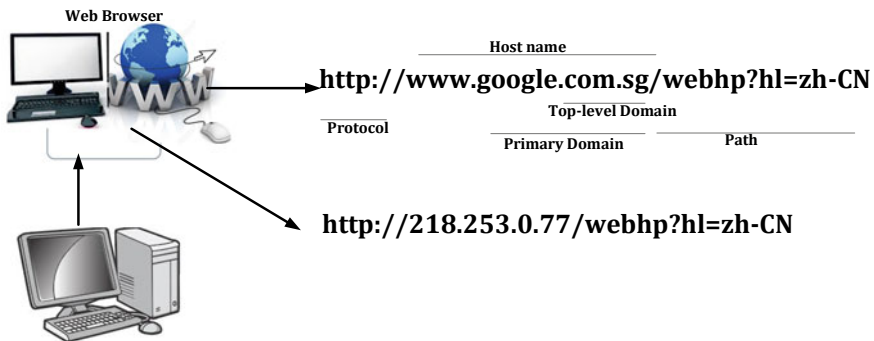 Web Browser
WWW
Host name
http://www.google.com.sg/webhp?hl=zh-CN
Top-level Domain
Protocol
Primary Domain
Path
http://218.253.0.77/webhp?hl=zh-CN